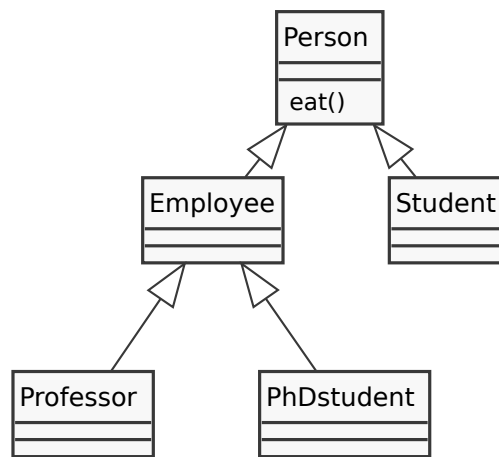 Person
eat()
Employee
Student
Professor
PhDstudent